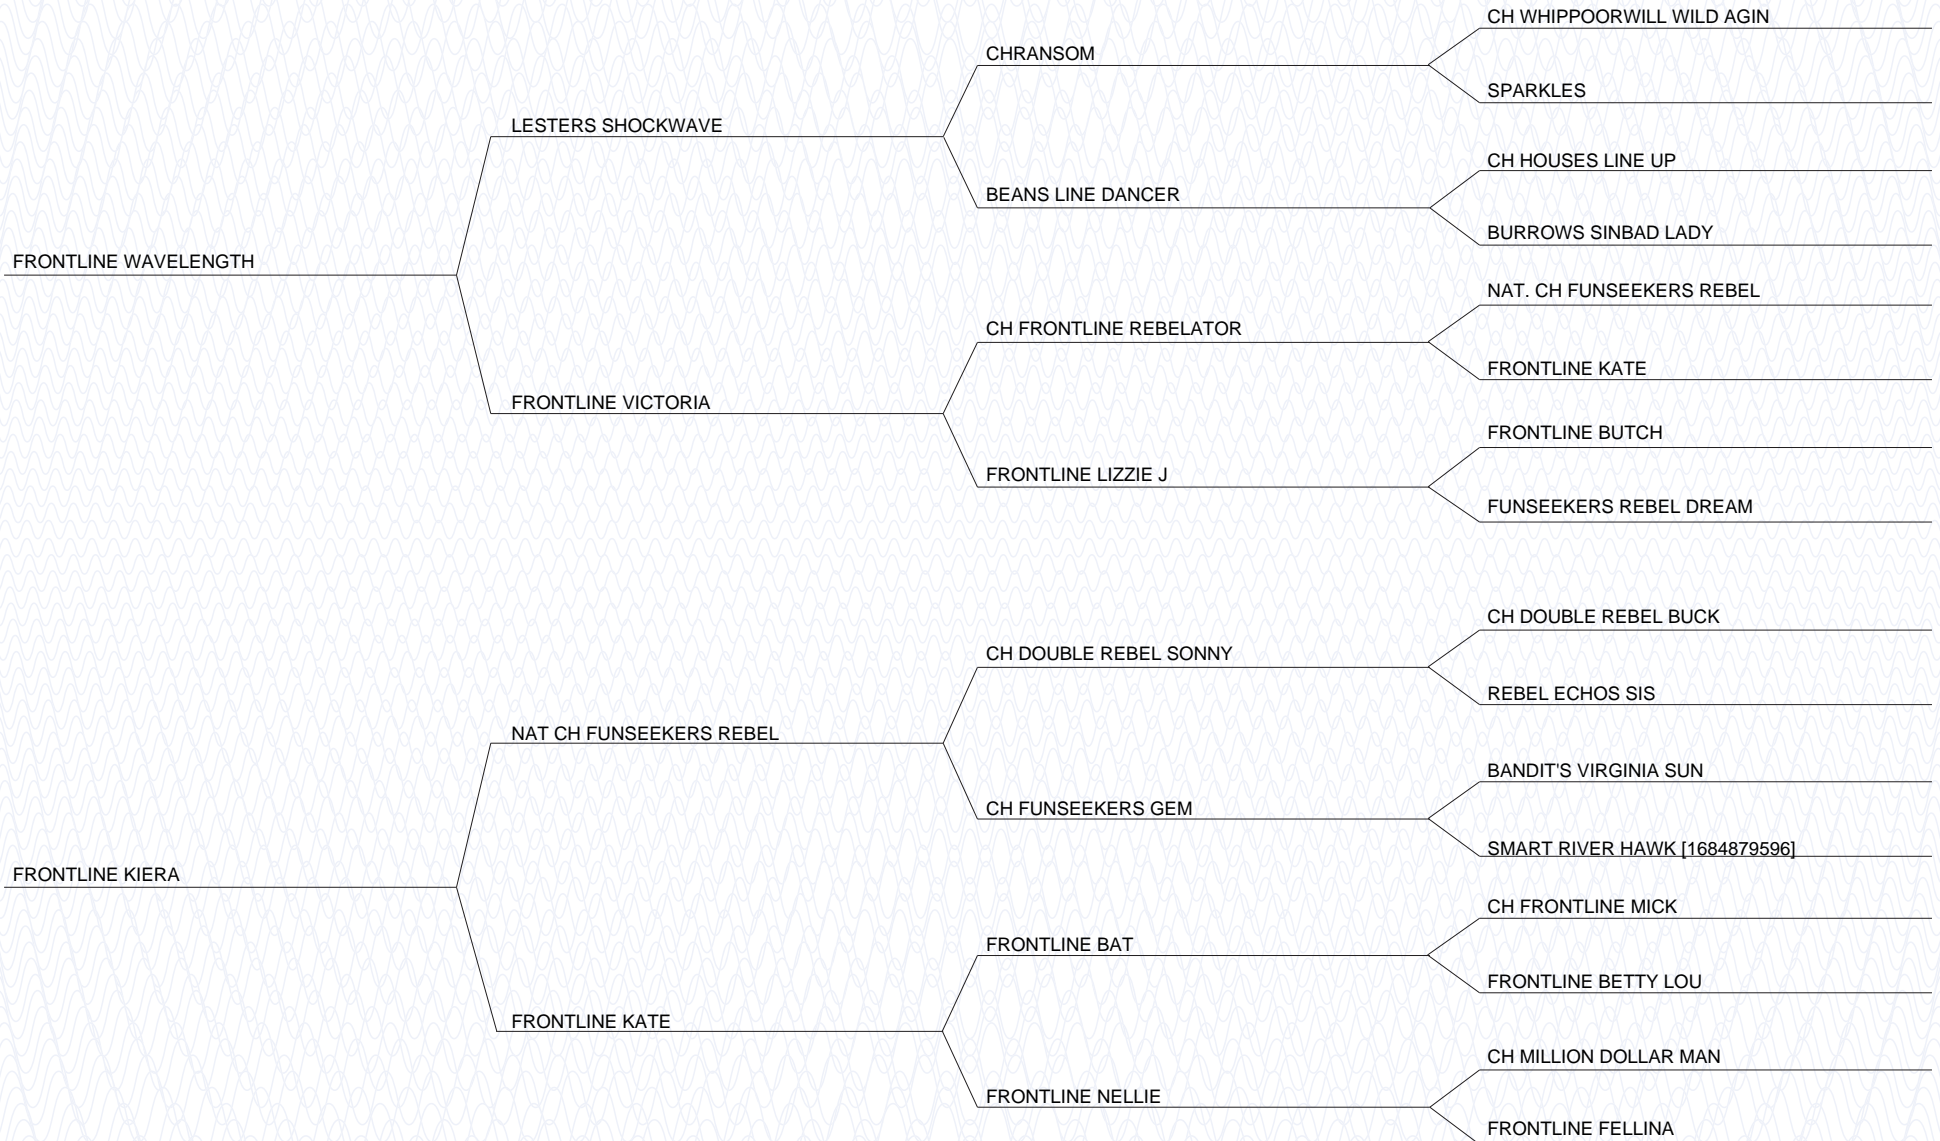 CH WHIPPOORWILL WILD AGIN
CHRANSOM
SPARKLES
LESTERS SHOCKWAVE
CH HOUSES LINE UP
BEANS LINE DANCER
BURROWS SINBAD LADY
FRONTLINE WAVELENGTH
NAT. CH FUNSEEKERS REBEL
CH FRONTLINE REBELATOR
FRONTLINE KATE
FRONTLINE VICTORIA
FRONTLINE BUTCH
FRONTLINE LIZZIE J
FUNSEEKERS REBEL DREAM
CH DOUBLE REBEL BUCK
CH DOUBLE REBEL SONNY
REBEL ECHOS SIS
NAT CH FUNSEEKERS REBEL
BANDIT'S VIRGINIA SUN
CH FUNSEEKERS GEM
SMART RIVER HAWK [1684879596]
FRONTLINE KIERA
CH FRONTLINE MICK
FRONTLINE BAT
FRONTLINE BETTY LOU
FRONTLINE KATE
CH MILLION DOLLAR MAN
FRONTLINE NELLIE
FRONTLINE FELLINA